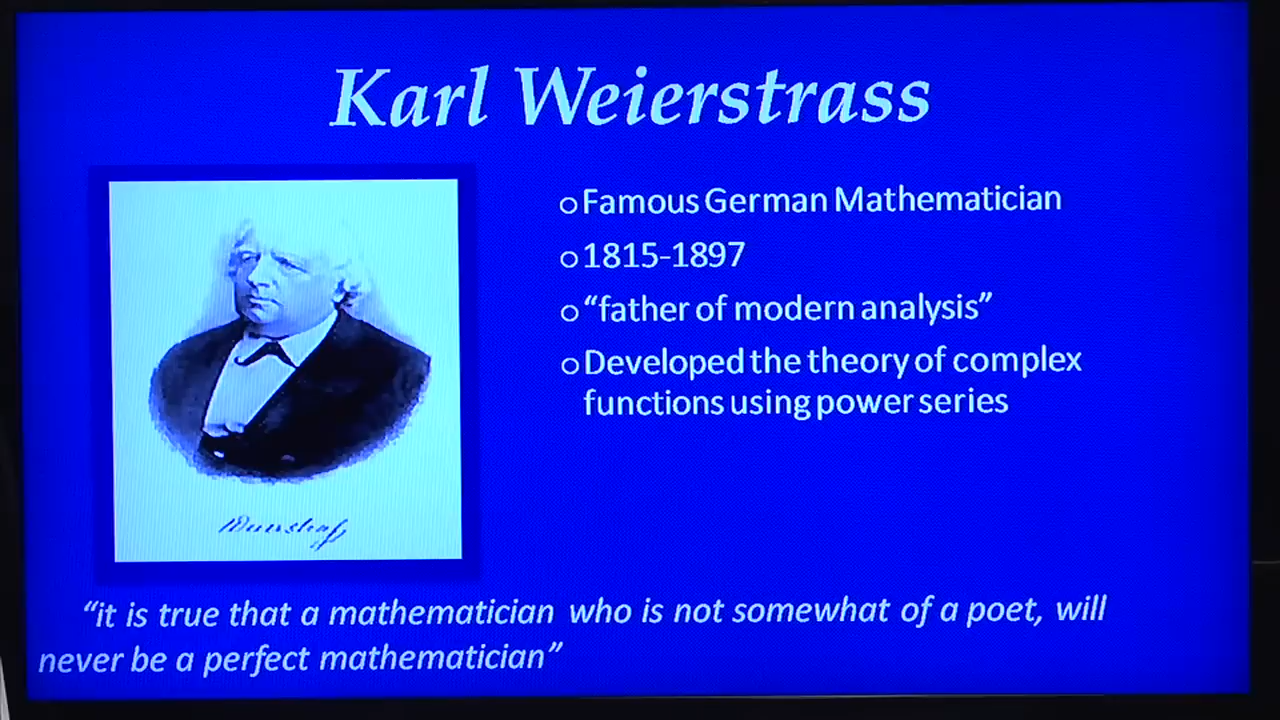 Karl Weierstrass
Famous German Mathematician
1815-1897
“father of modern analysis”
Developed the theory of complex
functions using power series
“it is true that a mathematician who is not somewhat of a poet, will
never be a perfect mathematician”